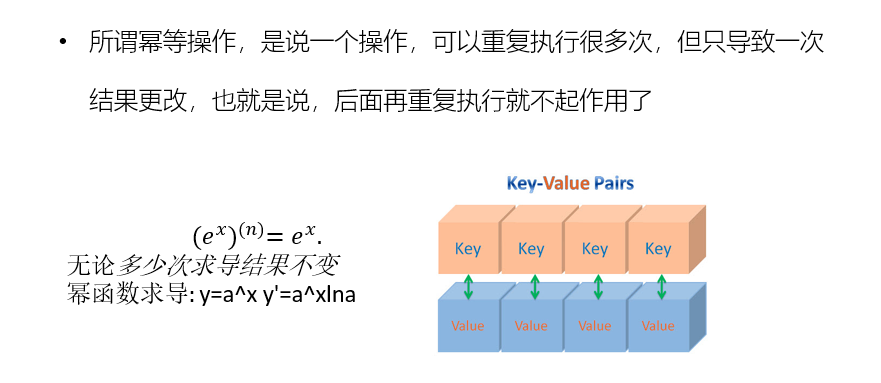 • 所谓幂等操作，是说一个操作，可以重复执行很多次，但只导致一次
结果更改，也就是说，后面再重复执行就不起作用了
Key-Value Pairs
(eˣ)⁽ⁿ⁾= eˣ.
无论多少次求导结果不变
幂函数求导: y=a^x y'=a^xlna
Key Key Key Key
Value Value Value Value